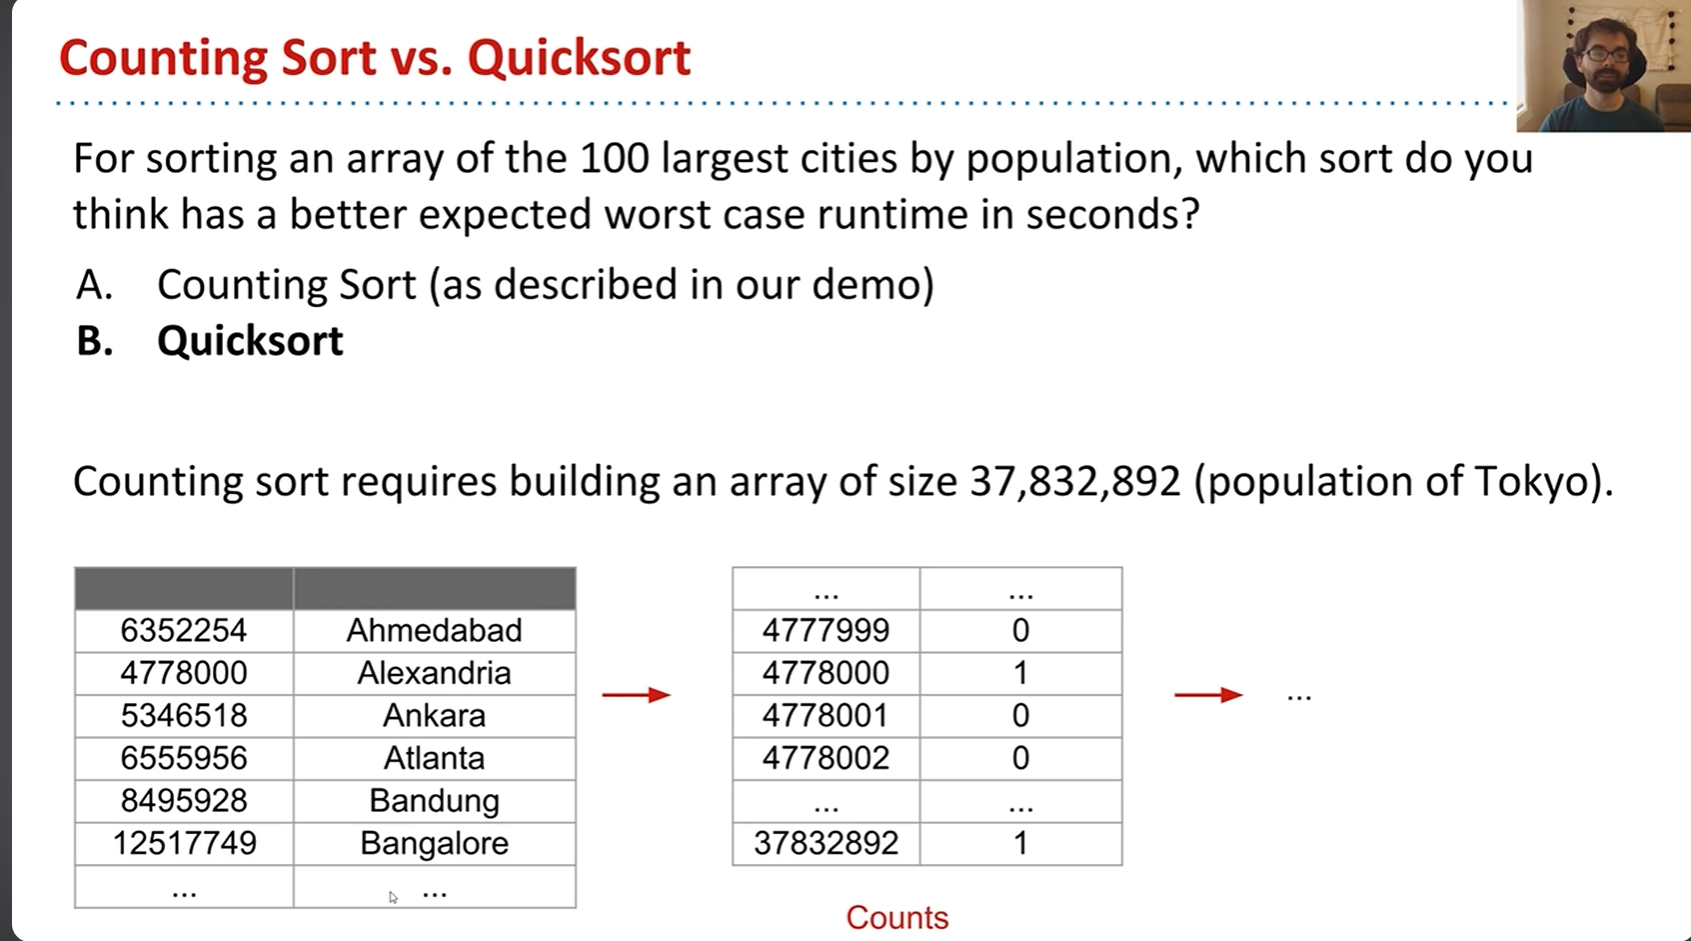 Counting Sort vs. Quicksort
For sorting an array of the 100 largest cities by population, which sort do you
think has a better expected worst case runtime in seconds?
A. Counting Sort (as described in our demo)
B. Quicksort
Counting sort requires building an array of size 37,832,892 (population of Tokyo).
6352254 Ahmedabad
4778000 Alexandria
5346518 Ankara
6555956 Atlanta
8495928 Bandung
12517749 Bangalore
... ...
... ...
4777999 0
4778000 1
4778001 0
4778002 0
... ...
37832892 1
Counts
...